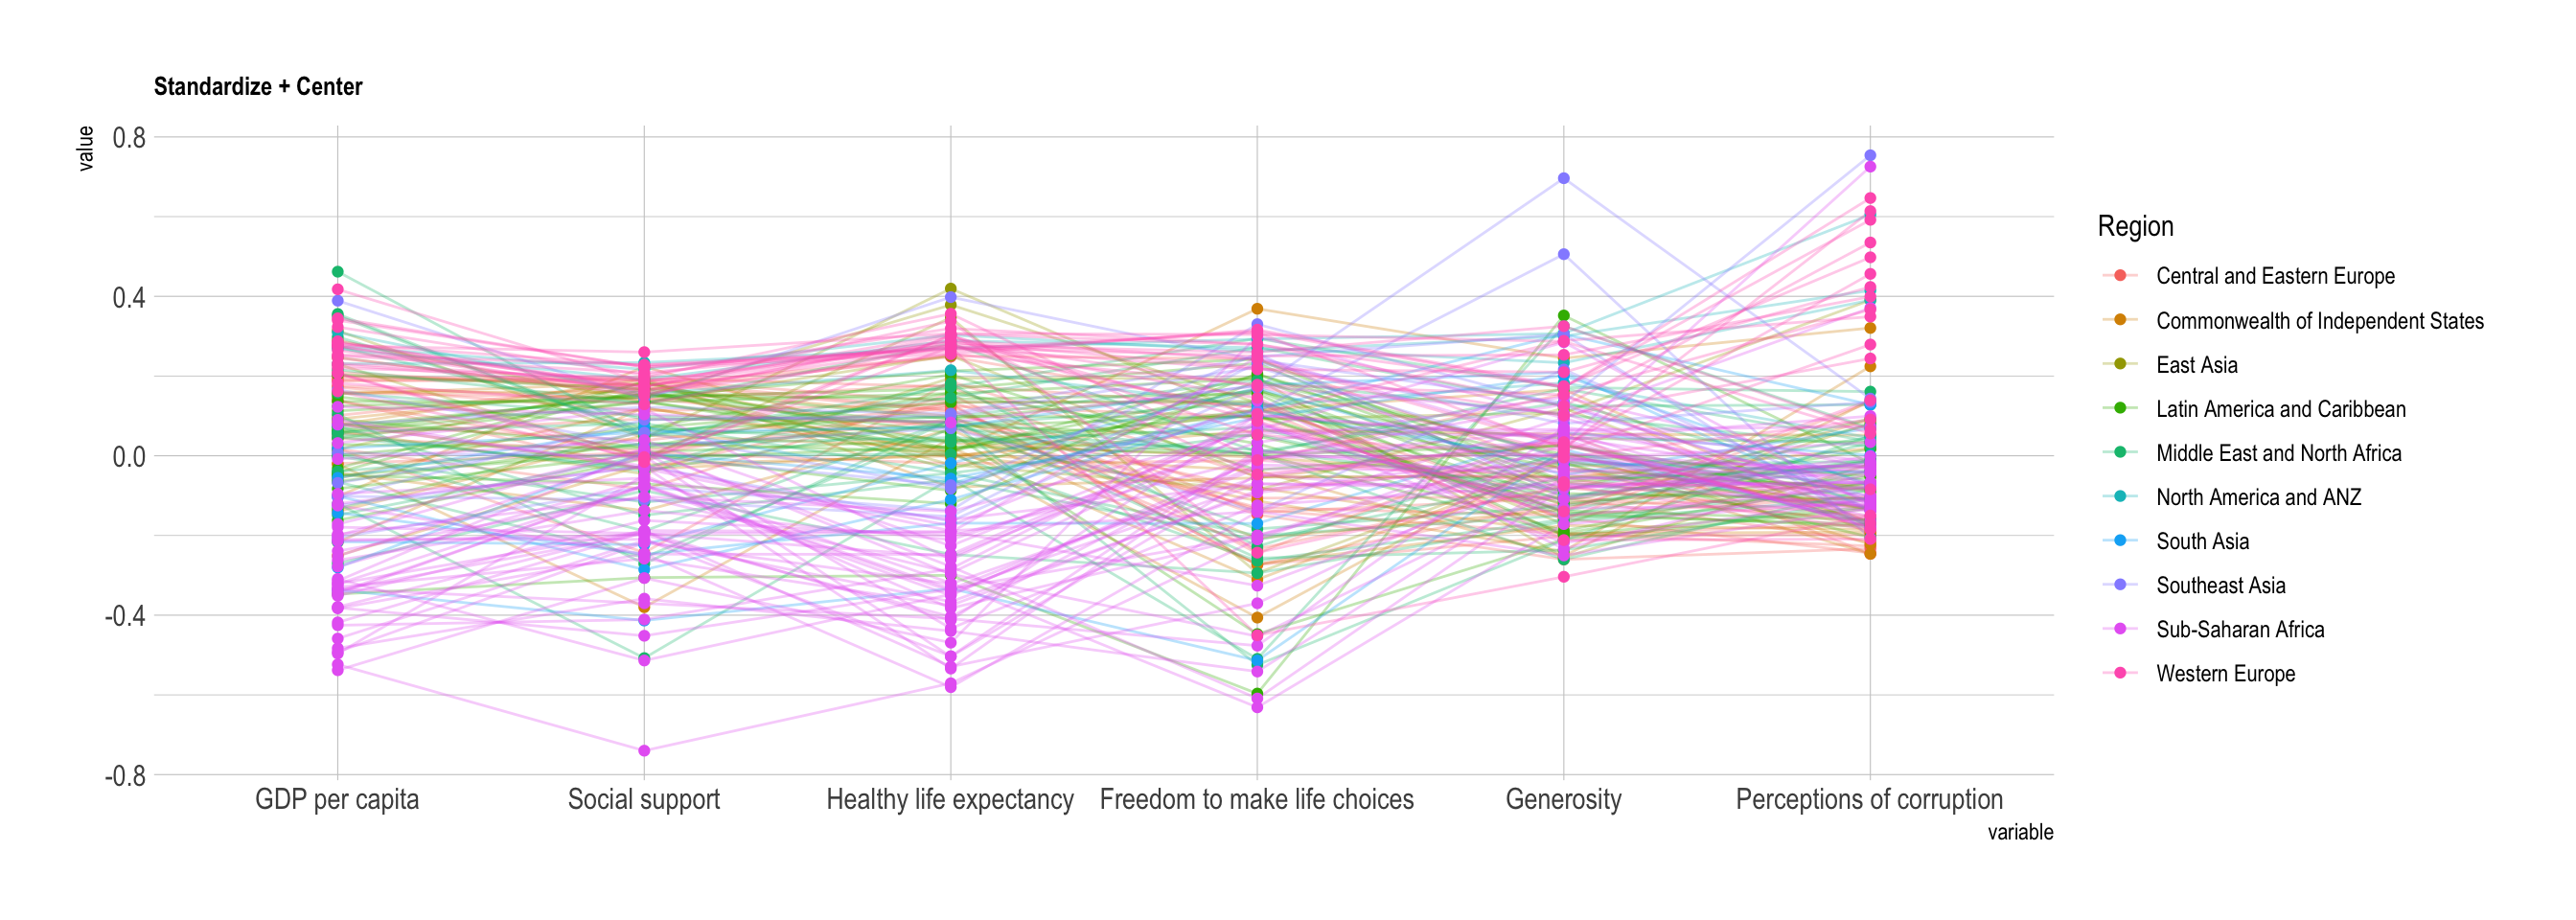 Standardize + Center
value
0.8
0.4
0.0
-0.4
-0.8
GDP per capita
Social support
Healthy life expectancy
Freedom to make life choices
Generosity
Perceptions of corruption
variable
Region
Central and Eastern Europe
Commonwealth of Independent States
East Asia
Latin America and Caribbean
Middle East and North Africa
North America and ANZ
South Asia
Southeast Asia
Sub-Saharan Africa
Western Europe